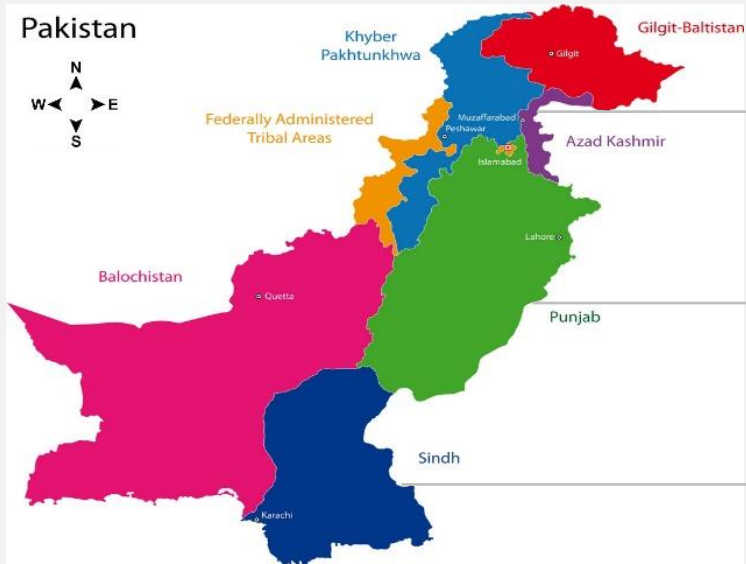 Pakistan
N
W
E
S
Khyber
Pakhtunkhwa
Gilgit-Baltistan
Gilgit
Federally Administered
Tribal Areas
Muzaffarabad
Peshawar
Azad Kashmir
Islamabad
Lahore
Balochistan
Quetta
Punjab
Sindh
Karachi